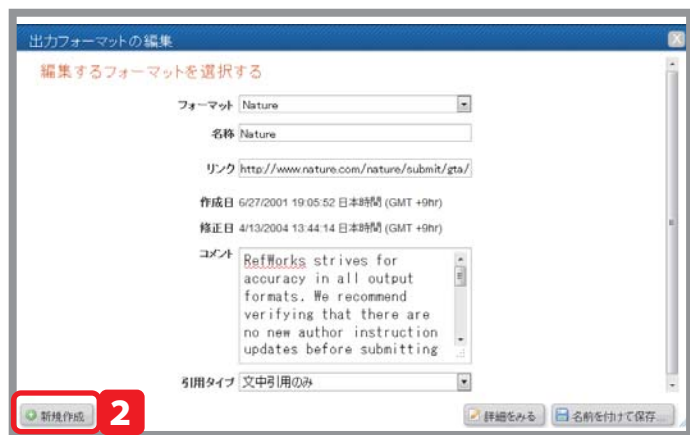 出力フォーマットの編集
編集するフォーマットを選択する
フォーマット Nature
名称 Nature
リンク http://www.nature.com/nature/submit/gta/
作成日 6/27/2001 19:05:52 日本時間 (GMT +9hr)
修正日 4/13/2004 13:44:14 日本時間 (GMT +9hr)
コメント RefWorks strives for
accuracy in all output
formats. We recommend
verifying that there are
no new author instruction
updates before submitting
引用タイプ 文中引用のみ
新規作成 2 詳細をみる 名前を付けて保存...